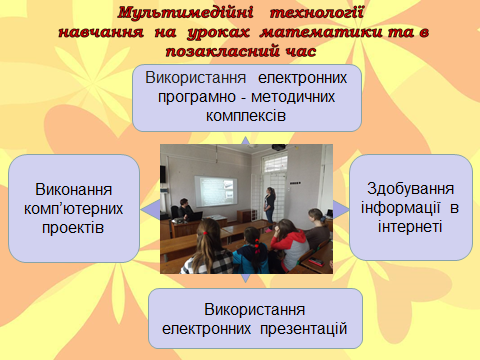 Мультимедійні технології
навчання на уроках математики та в
позакласний час
Використання електронних
програмно - методичних
комплексів
Виконання
комп’ютерних
проектів
Здобування
інформації в
інтернеті
Використання
електронних презентацій